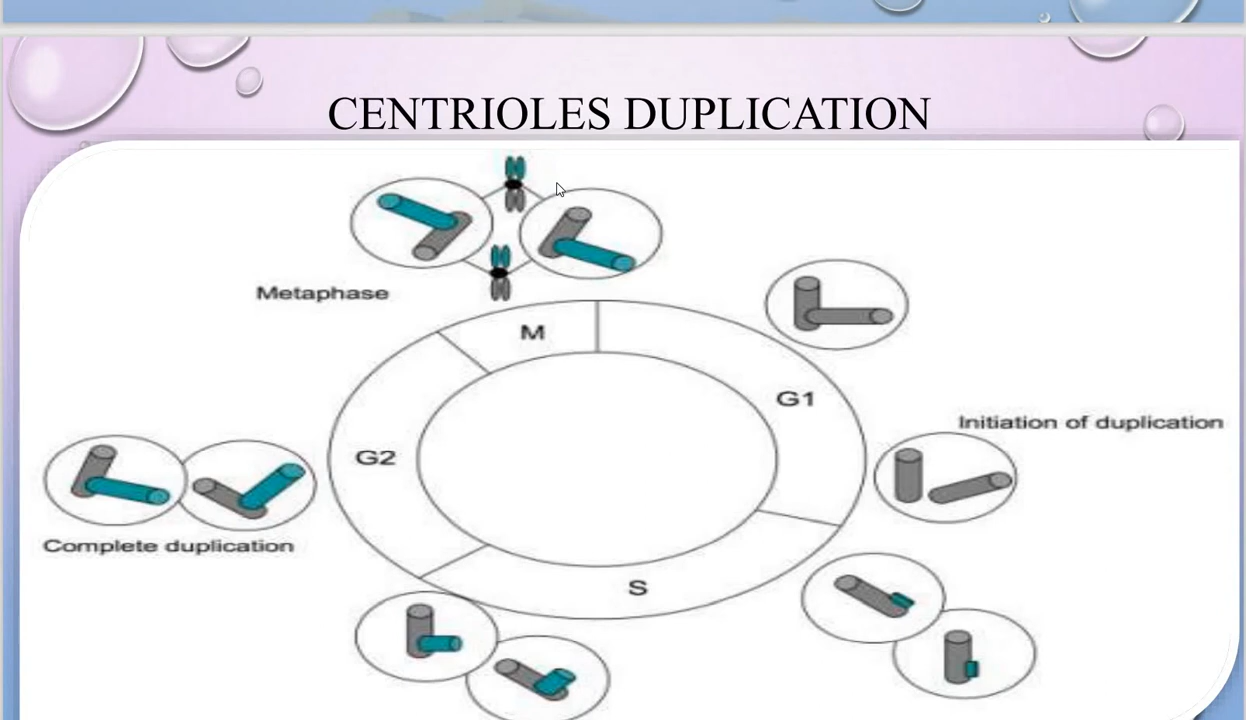 CENTRIOLES DUPLICATION
Metaphase
M
G1
Initiation of duplication
G2
Complete duplication
S